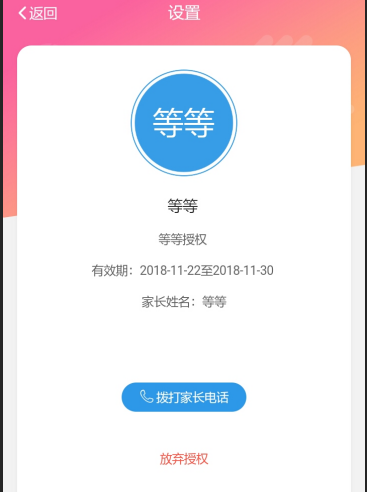 返回 设置
等等
等等
等等授权
有效期：2018-11-22至2018-11-30
家长姓名：等等
拨打家长电话
放弃授权